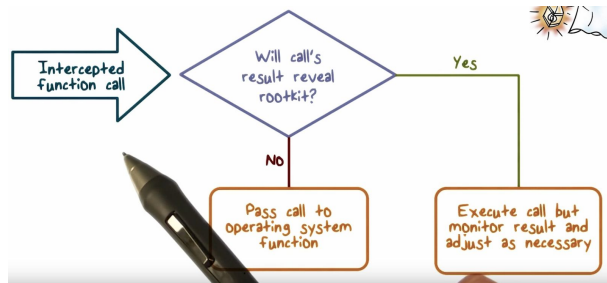 Intercepted
function call
Will call's
result reveal
rootkit?
Yes
No
Pass call to
operating system
function
Execute call but
monitor result and
adjust as necessary